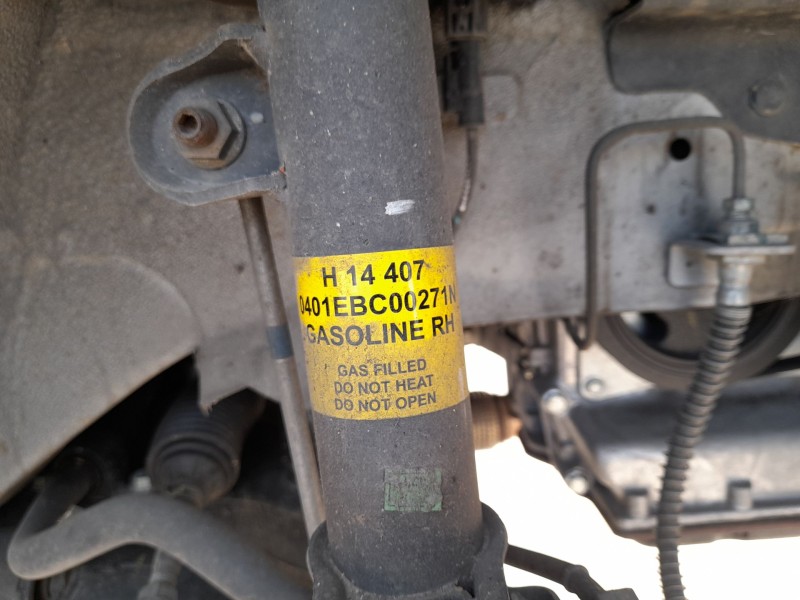 H 14 407
0401EBC00271N
GASOLINE RH
GAS FILLED
DO NOT HEAT
DO NOT OPEN